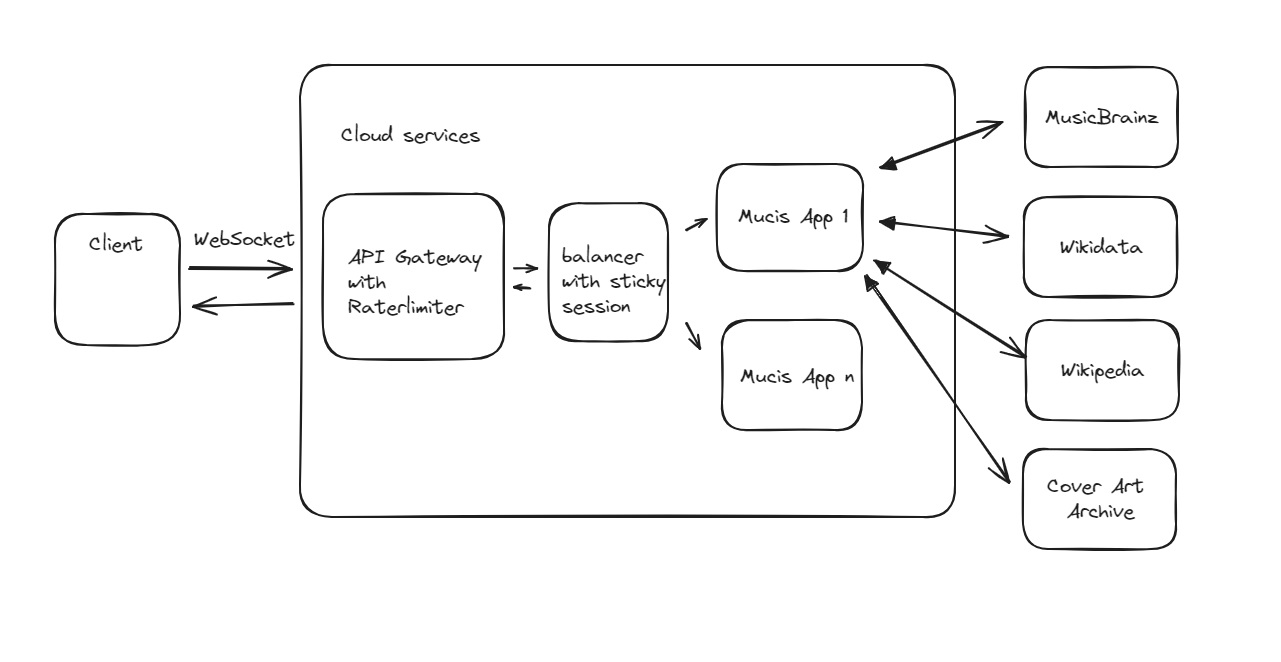 Cloud services
Client
WebSocket
API Gateway
with
Raterlimiter
balancer
with sticky
session
Mucis App 1
Mucis App n
MusicBrainz
Wikidata
Wikipedia
Cover Art
Archive